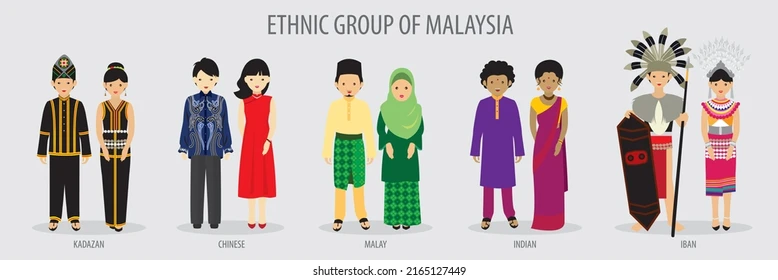 ETHNIC GROUP OF MALAYSIA
KADAZAN
CHINESE
MALAY
INDIAN
IBAN
shutterstock.com · 2165127449